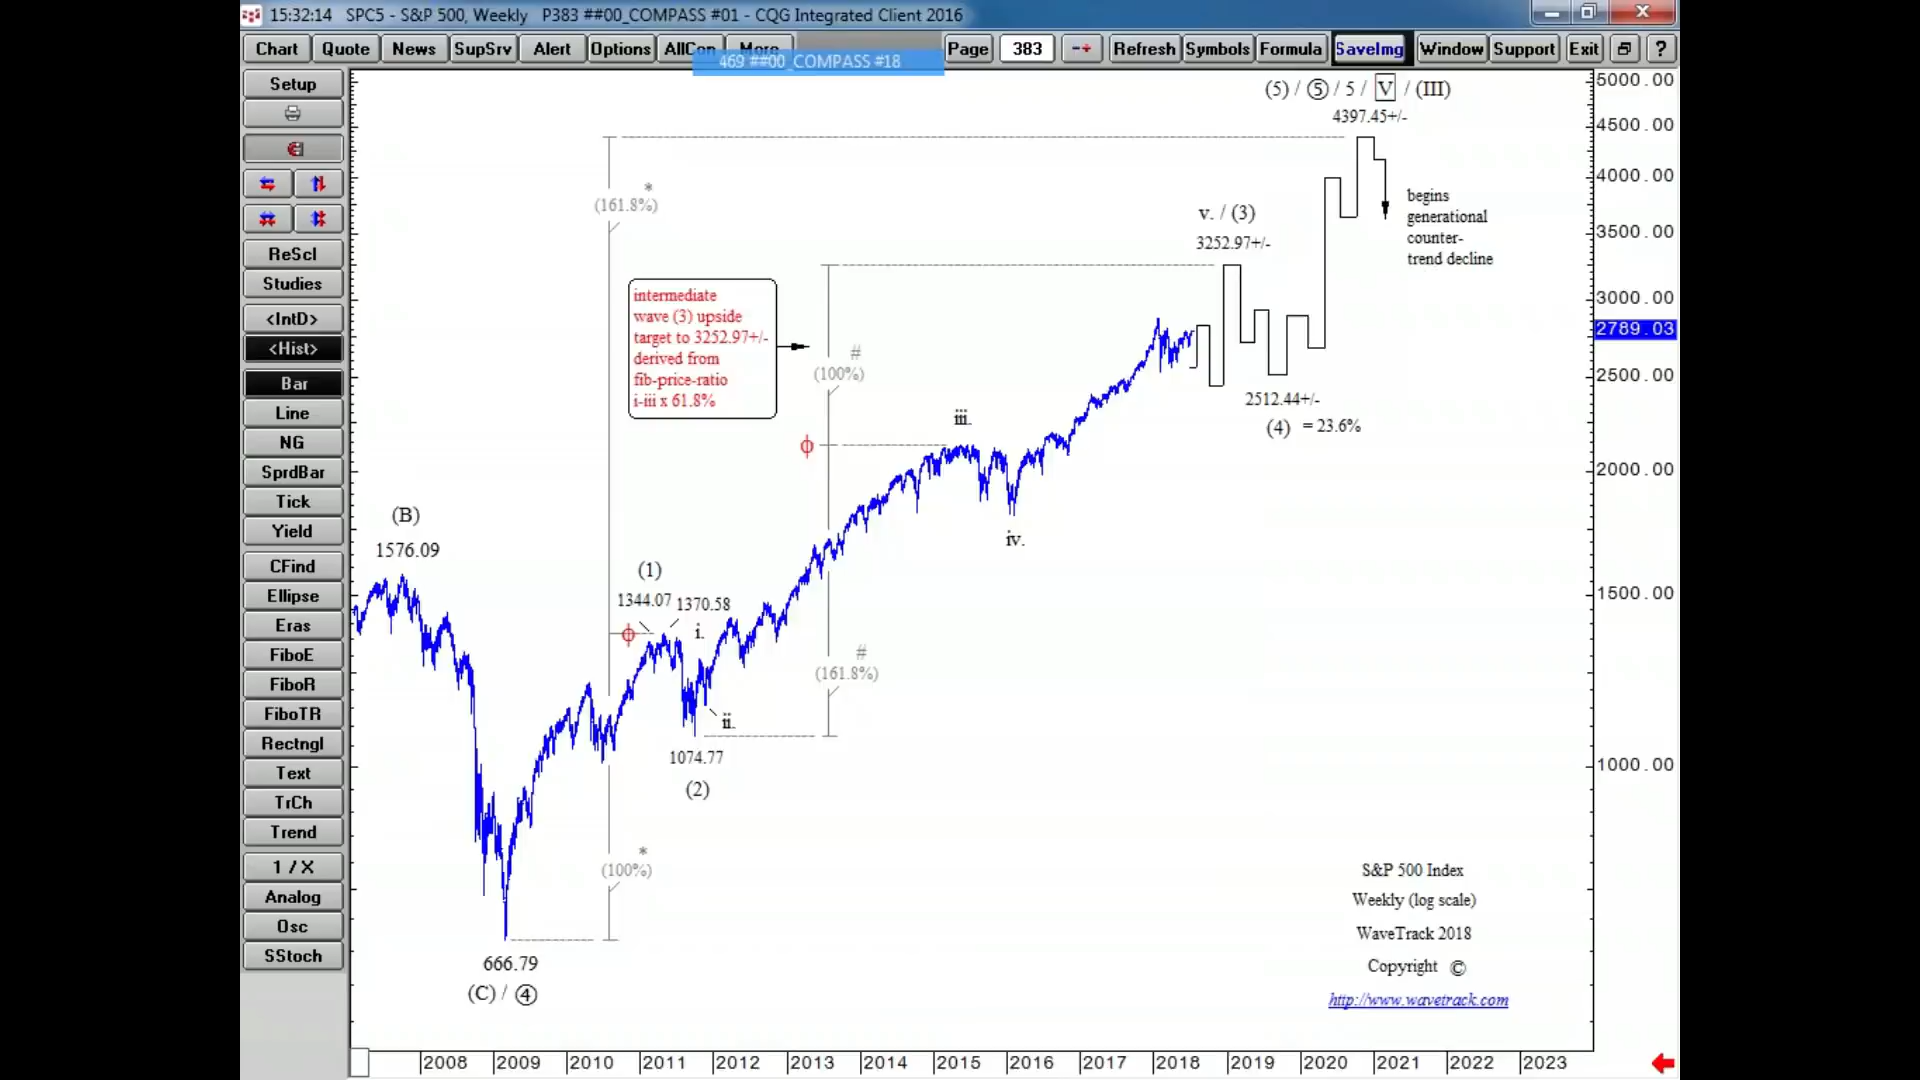 15:32:14 SPC5 - S&P 500, Weekly P383 ##00_COMPASS #01 - CQG Integrated Client 2016
Chart Quote News SupSrv Alert Options AllCon More Page 383 -+ Refresh Symbols Formula SaveImg Window Support Exit ?
469 ##00_COMPASS #18
Setup
ReScl
Studies
<IntD>
<Hist>
Bar
Line
NG
SprdBar
Tick
Yield
CFind
Ellipse
Eras
FiboE
FiboR
FiboTR
Rectngl
Text
TrCh
Trend
1 / X
Analog
Osc
SStoch
(5) / ⑤ / 5 / V / (III)
4397.45+/-
begins
generational
counter-
trend decline
*
(161.8%)
v. / (3)
3252.97+/-
intermediate
wave (3) upside
target to 3252.97+/-
derived from
fib-price-ratio
i-iii x 61.8%
#
(100%)
2512.44+/-
(4) = 23.6%
iii.
ϕ
iv.
(B)
1576.09
(1)
1344.07 1370.58
ϕ
i.
#
(161.8%)
ii.
1074.77
(2)
*
(100%)
666.79
(C) / ④
S&P 500 Index
Weekly (log scale)
WaveTrack 2018
Copyright ©
http://www.wavetrack.com
5000.00
4500.00
4000.00
3500.00
3000.00
2789.03
2500.00
2000.00
1500.00
1000.00
2008 2009 2010 2011 2012 2013 2014 2015 2016 2017 2018 2019 2020 2021 2022 2023